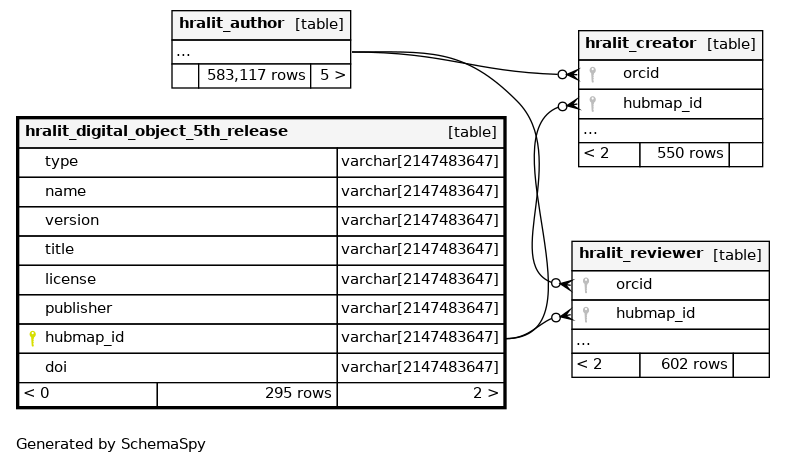 hralit_author [table]
...
583,117 rows 5 >
hralit_digital_object_5th_release [table]
type varchar[2147483647]
name varchar[2147483647]
version varchar[2147483647]
title varchar[2147483647]
license varchar[2147483647]
publisher varchar[2147483647]
hubmap_id varchar[2147483647]
doi varchar[2147483647]
< 0 295 rows 2 >
hralit_creator [table]
orcid
hubmap_id
...
< 2 550 rows
hralit_reviewer [table]
orcid
hubmap_id
...
< 2 602 rows
Generated by SchemaSpy